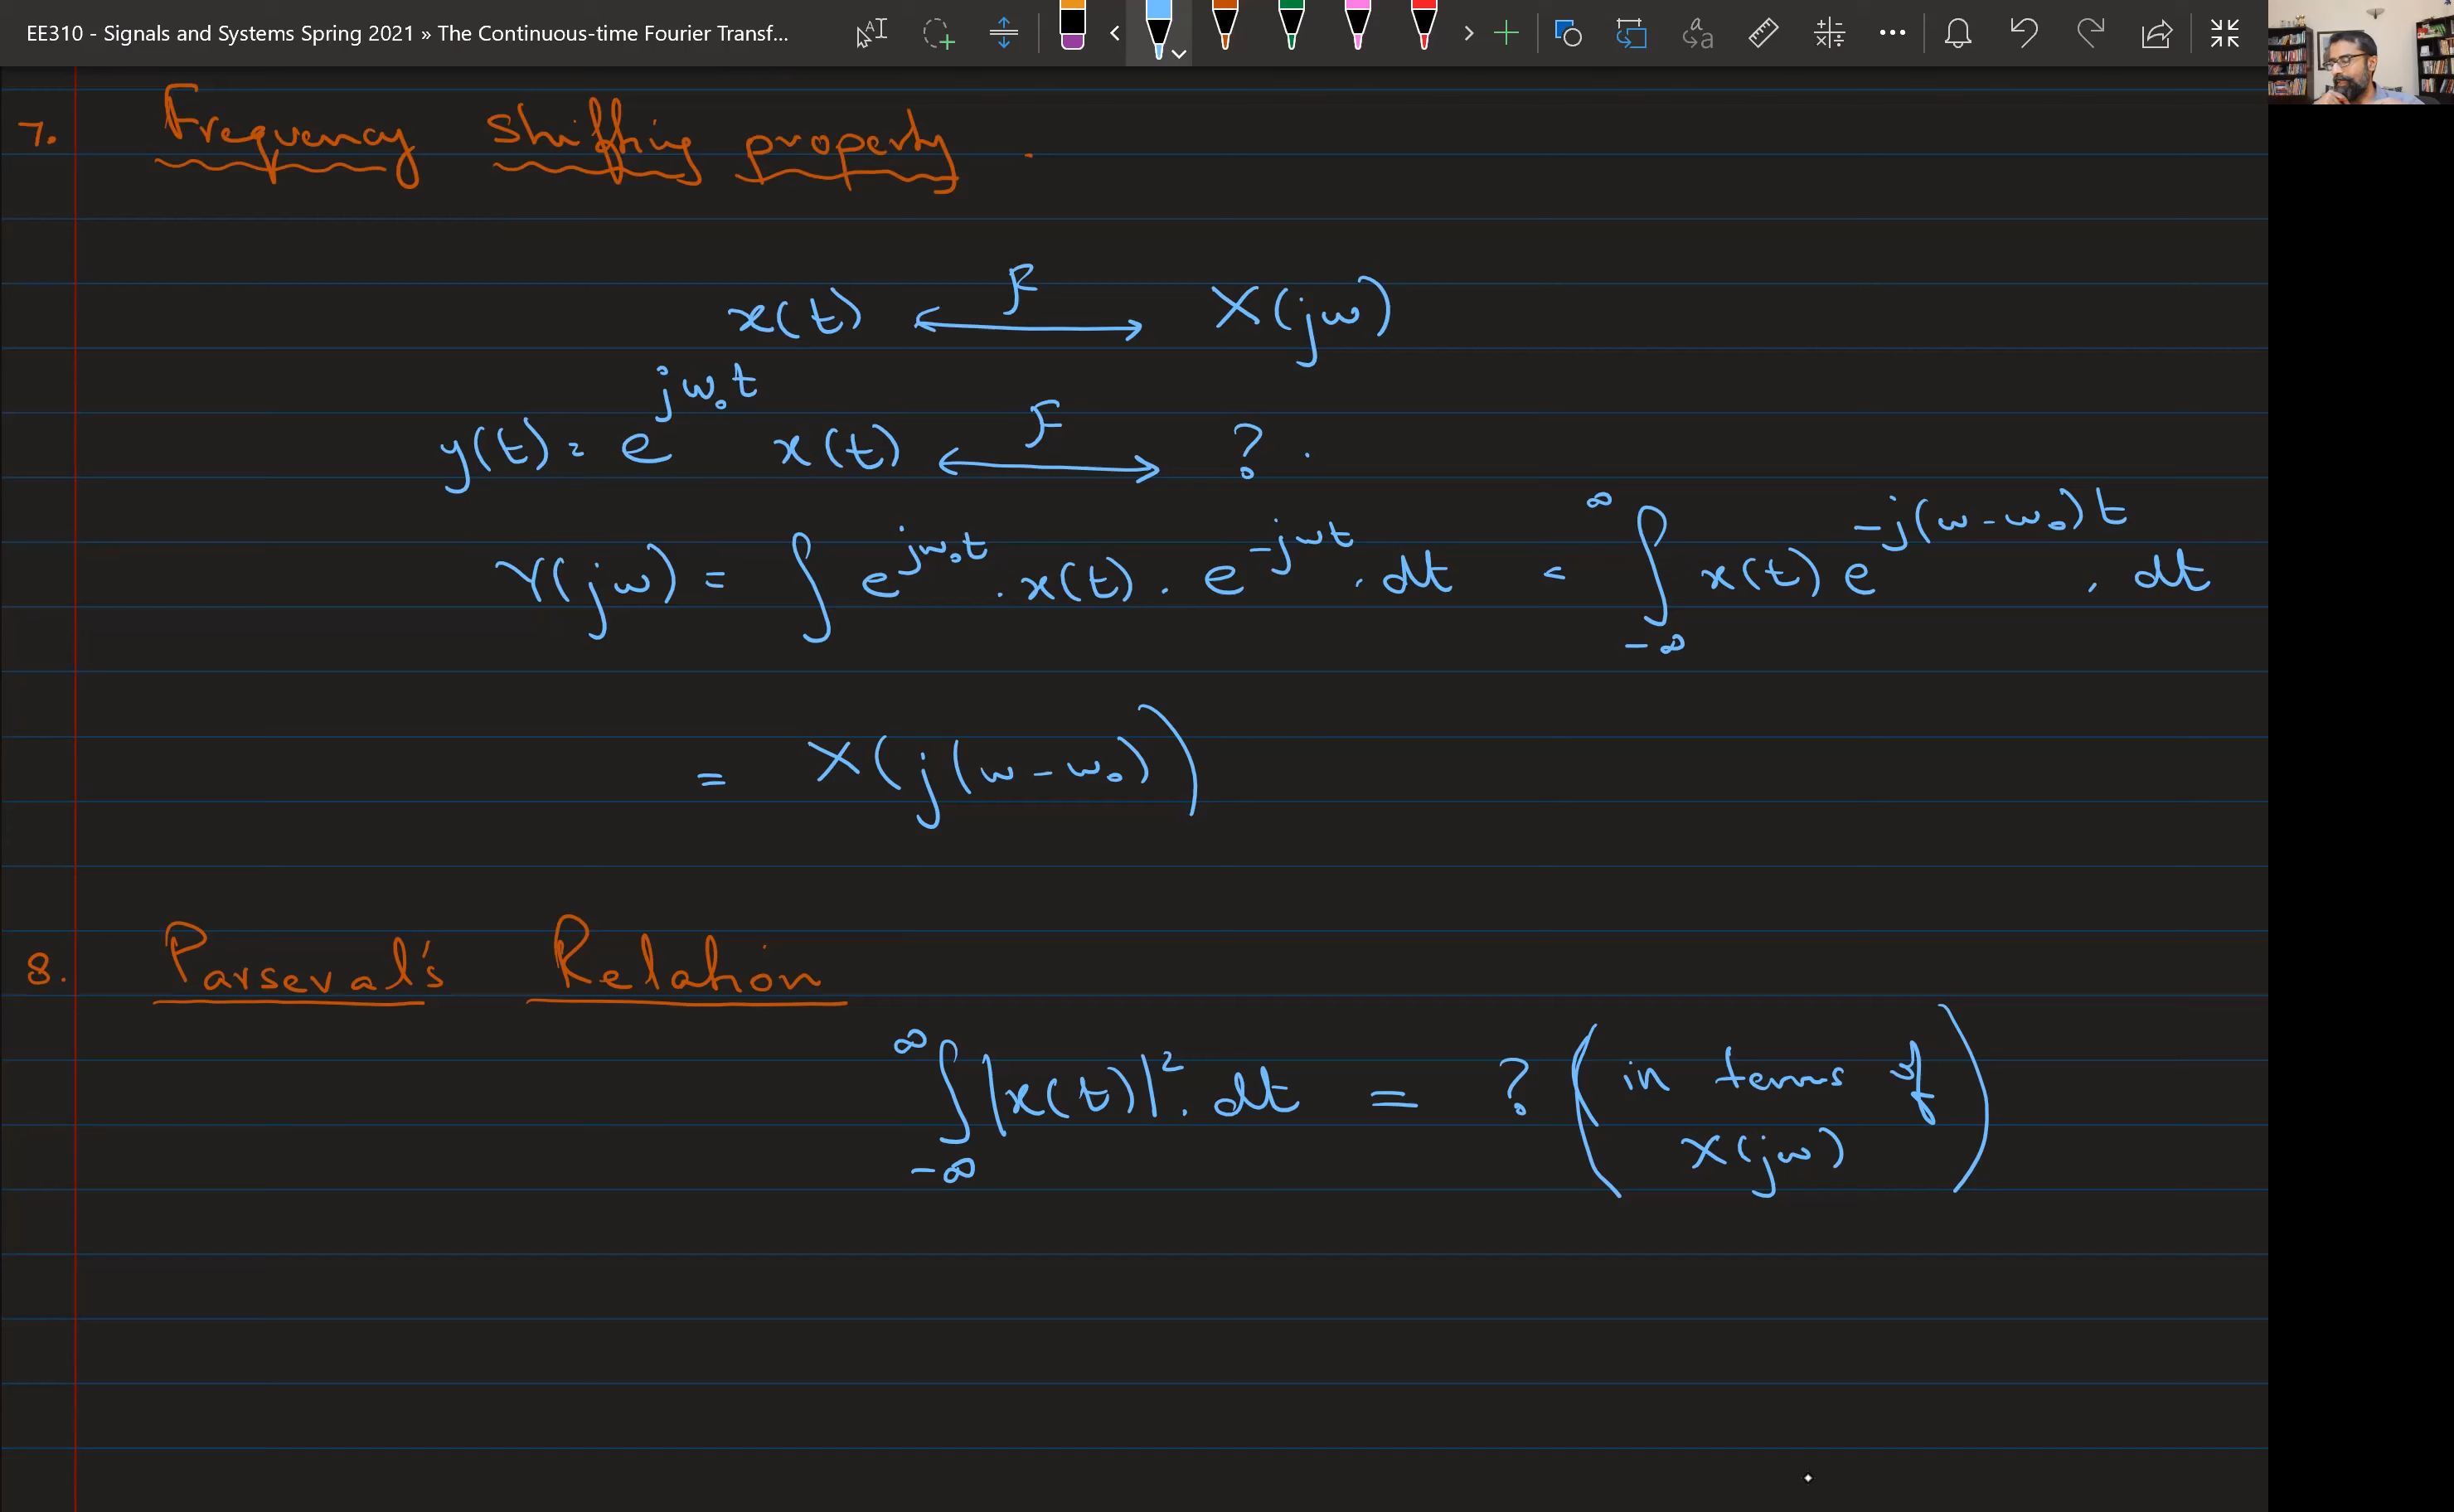 EE310 - Signals and Systems Spring 2021 » The Continuous-time Fourier Transf...
7. Frequency Shifting property.
x(t) ⟷ℱ X(jω)
y(t) = e^{jω₀t} x(t) ⟷ℱ ? .
Y(jω) = ∫ e^{jω₀t} . x(t) . e^{-jωt} . dt = ∫_{-∞}^{∞} x(t) e^{-j(ω-ω₀)t} . dt
= X(j(ω-ω₀))
8. Parseval's Relation
∫_{-∞}^{∞} |x(t)|² . dt = ? (in terms of
X(jω))